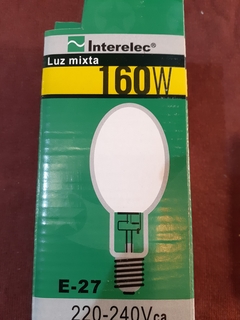 Interelec®
Luz mixta
160W
E-27
220-240Vca